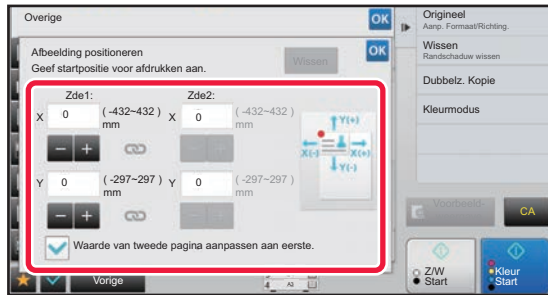 Overige
OK
Afbeelding positioneren
Geef startpositie voor afdrukken aan.
Wissen
OK
Zde1:
Zde2:
X 0 ( -432~432 ) mm
X 0 ( -432~432 ) mm
Y(+)
X(-) X(+)
Y(-)
Y 0 ( -297~297 ) mm
Y 0 ( -297~297 ) mm
Waarde van tweede pagina aanpassen aan eerste.
Vorige
4 A3
Origineel
Aanp. Formaat/Richting.
Wissen
Randschaduw wissen
Dubbelz. Kopie
Kleurmodus
Voorbeeld-
CA
Z/W
Start
Kleur
Start